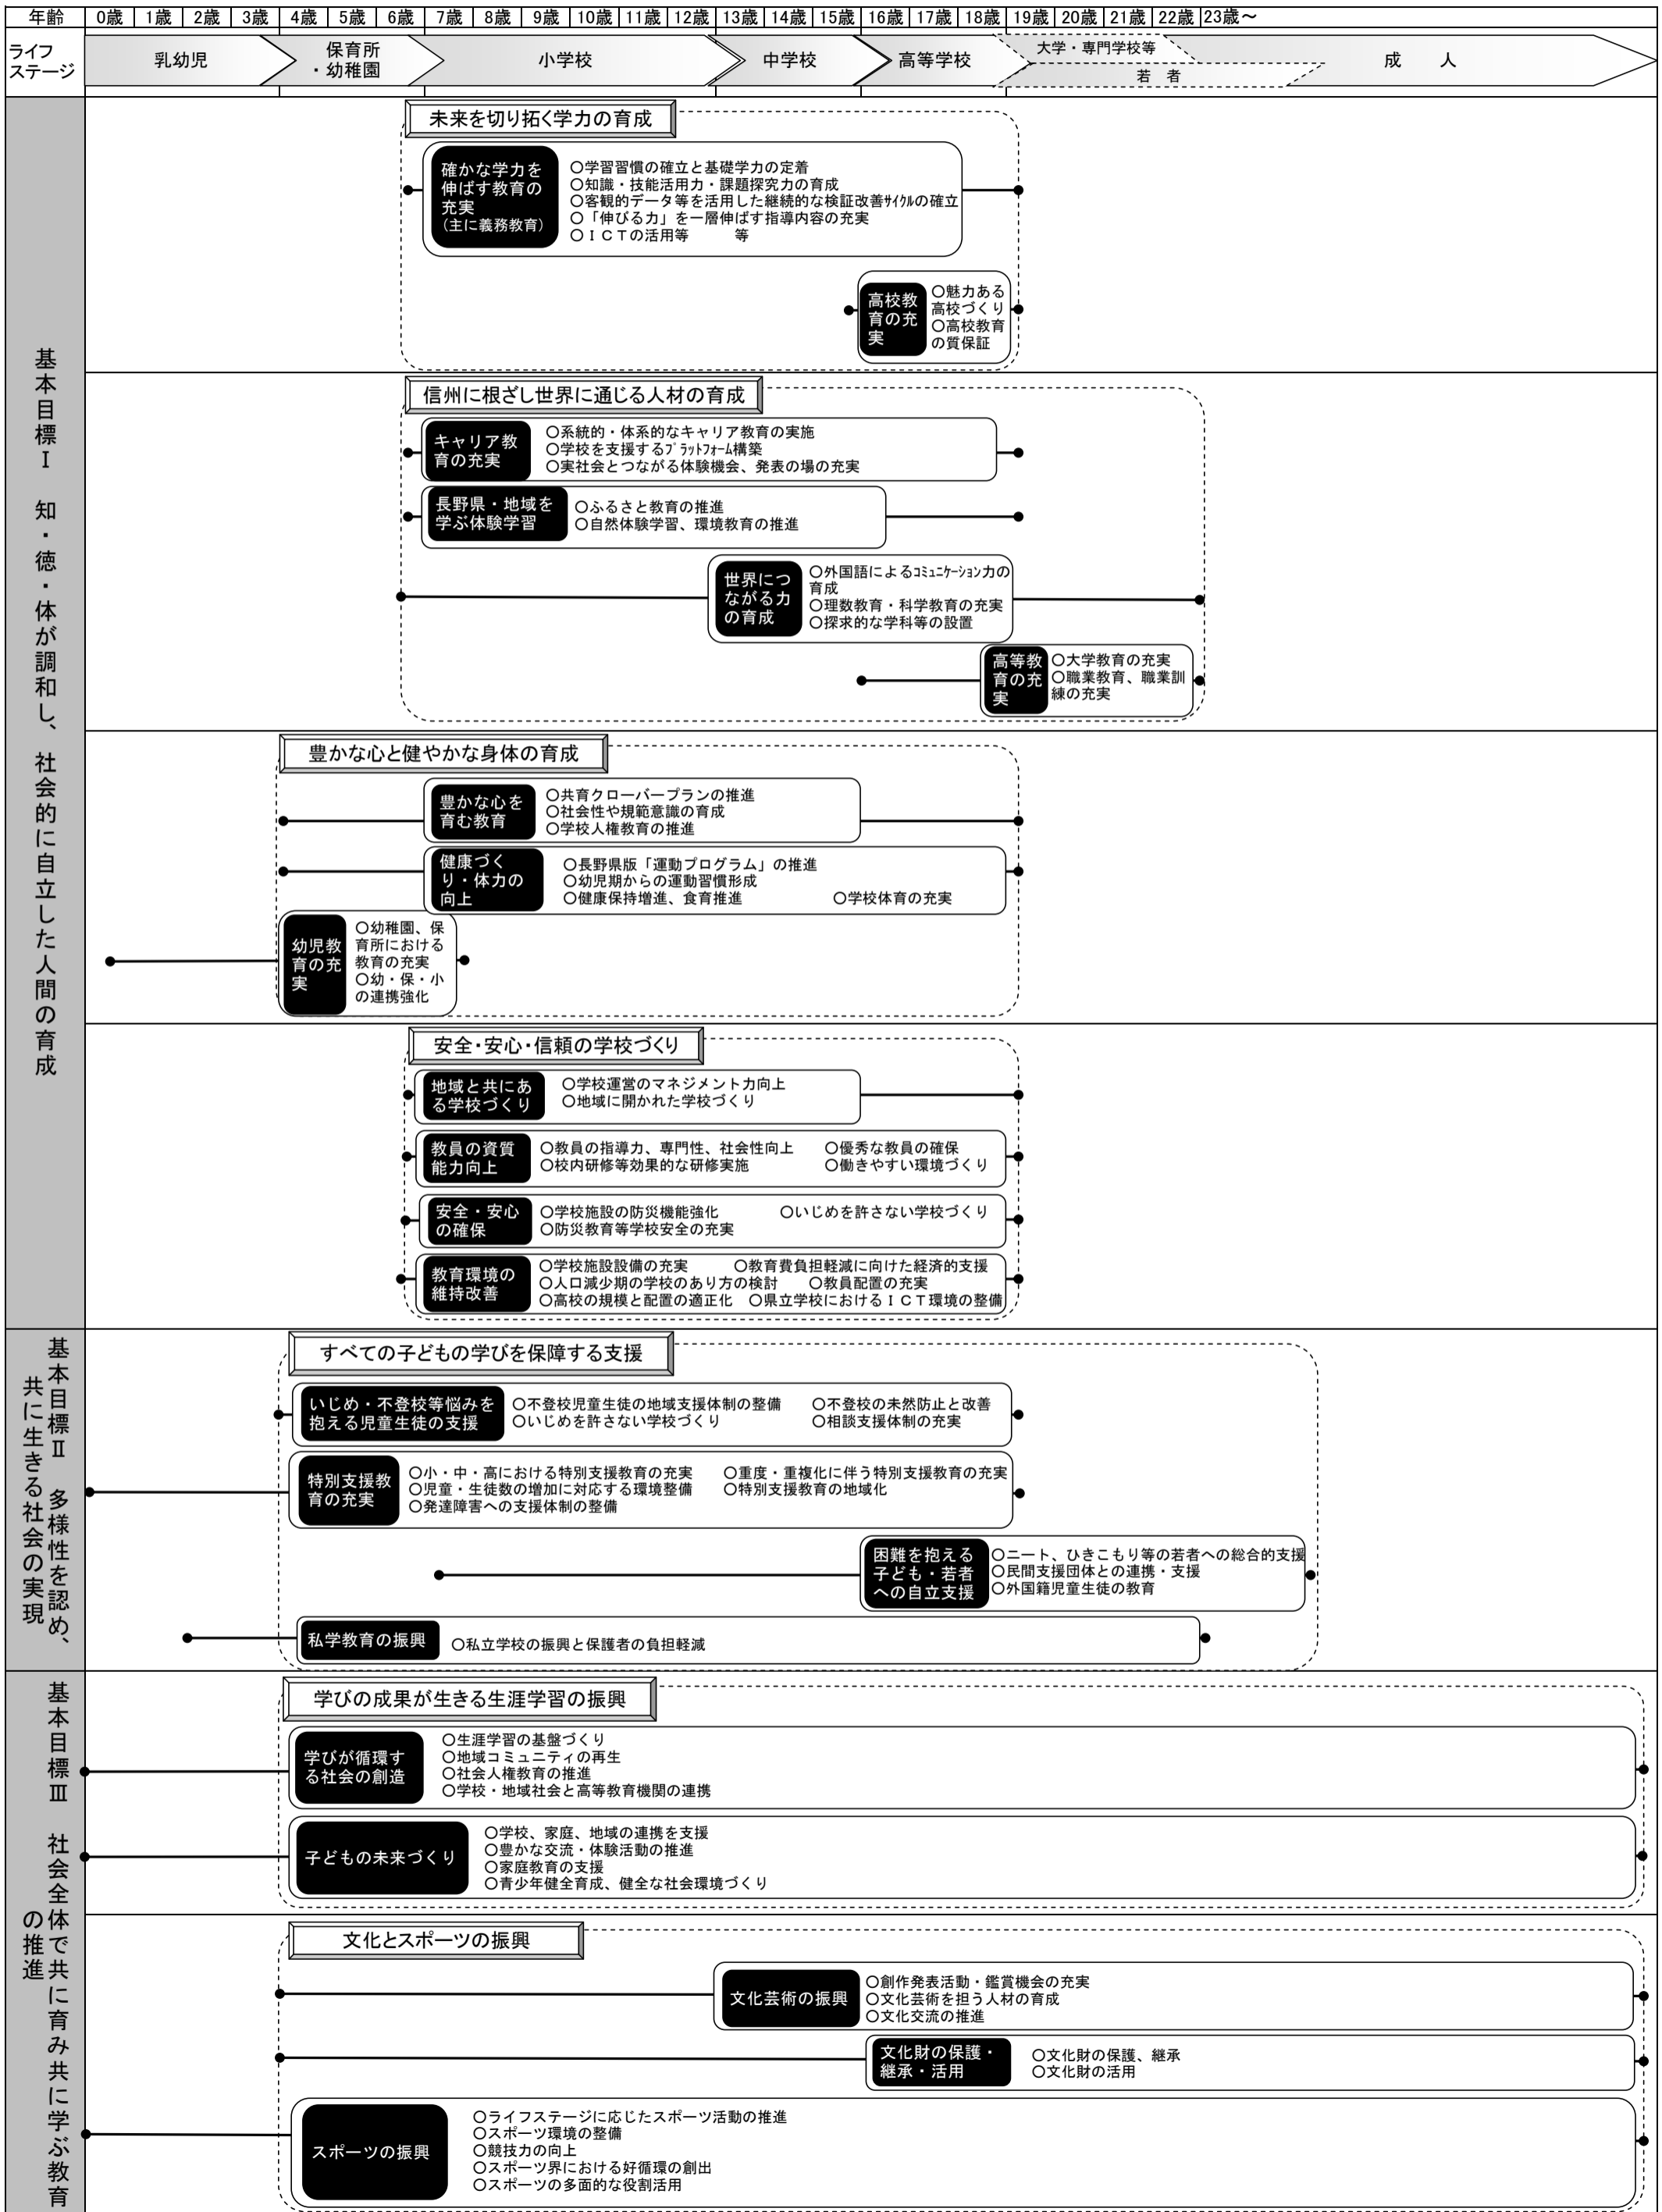 年齢 0歳 1歳 2歳 3歳 4歳 5歳 6歳 7歳 8歳 9歳 10歳 11歳 12歳 13歳 14歳 15歳 16歳 17歳 18歳 19歳 20歳 21歳 22歳 23歳～
ライフ
ステージ
乳幼児
保育所
・幼稚園
小学校
中学校
高等学校
大学・専門学校等
若　者
成　人
基本目標Ⅰ　知・徳・体が調和し、社会的に自立した人間の育成
未来を切り拓く学力の育成
確かな学力を
伸ばす教育の
充実
（主に義務教育）
○学習習慣の確立と基礎学力の定着
○知識・技能活用力・課題探究力の育成
○客観的データ等を活用した継続的な検証改善ｻｲｸﾙの確立
○「伸びる力」を一層伸ばす指導内容の充実
○ＩＣＴの活用等　　　等
高校教
育の充
実
○魅力ある
高校づくり
○高校教育
の質保証
信州に根ざし世界に通じる人材の育成
キャリア教
育の充実
○系統的・体系的なキャリア教育の実施
○学校を支援するﾌﾟﾗｯﾄﾌｫｰﾑ構築
○実社会とつながる体験機会、発表の場の充実
長野県・地域を
学ぶ体験学習
○ふるさと教育の推進
○自然体験学習、環境教育の推進
世界につ
ながる力
の育成
○外国語によるｺﾐｭﾆｹｰｼｮﾝ力の
育成
○理数教育・科学教育の充実
○探求的な学科等の設置
高等教
育の充
実
○大学教育の充実
○職業教育、職業訓
練の充実
豊かな心と健やかな身体の育成
豊かな心を
育む教育
○共育クローバープランの推進
○社会性や規範意識の育成
○学校人権教育の推進
健康づく
り・体力の
向上
○長野県版「運動プログラム」の推進
○幼児期からの運動習慣形成
○健康保持増進、食育推進　　　○学校体育の充実
幼児教
育の充
実
○幼稚園、保
育所における
教育の充実
○幼・保・小
の連携強化
安全・安心・信頼の学校づくり
地域と共にあ
る学校づくり
○学校運営のマネジメント力向上
○地域に開かれた学校づくり
教員の資質
能力向上
○教員の指導力、専門性、社会性向上　　○優秀な教員の確保
○校内研修等効果的な研修実施　　○働きやすい環境づくり
安全・安心
の確保
○学校施設の防災機能強化　　○いじめを許さない学校づくり
○防災教育等学校安全の充実
教育環境の
維持改善
○学校施設設備の充実　　○教育費負担軽減に向けた経済的支援
○人口減少期の学校のあり方の検討　　○教員配置の充実
○高校の規模と配置の適正化　○県立学校におけるＩＣＴ環境の整備
基本目標Ⅱ　多様性を認め、
共に生きる社会の実現
すべての子どもの学びを保障する支援
いじめ・不登校等悩みを
抱える児童生徒の支援
○不登校児童生徒の地域支援体制の整備　　○不登校の未然防止と改善
○いじめを許さない学校づくり　　○相談支援体制の充実
特別支援教
育の充実
○小・中・高における特別支援教育の充実　　○重度・重複化に伴う特別支援教育の充実
○児童・生徒数の増加に対応する環境整備　　○特別支援教育の地域化
○発達障害への支援体制の整備
困難を抱える
子ども・若者
への自立支援
○ニート、ひきこもり等の若者への総合的支援
○民間支援団体との連携・支援
○外国籍児童生徒の教育
私学教育の振興
○私立学校の振興と保護者の負担軽減
基本目標Ⅲ　社会全体で共に育み共に学ぶ教育
の推進
学びの成果が生きる生涯学習の振興
学びが循環す
る社会の創造
○生涯学習の基盤づくり
○地域コミュニティの再生
○社会人権教育の推進
○学校・地域社会と高等教育機関の連携
子どもの未来づくり
○学校、家庭、地域の連携を支援
○豊かな交流・体験活動の推進
○家庭教育の支援
○青少年健全育成、健全な社会環境づくり
文化とスポーツの振興
文化芸術の振興
○創作発表活動・鑑賞機会の充実
○文化芸術を担う人材の育成
○文化交流の推進
文化財の保護・
継承・活用
○文化財の保護、継承
○文化財の活用
スポーツの振興
○ライフステージに応じたスポーツ活動の推進
○スポーツ環境の整備
○競技力の向上
○スポーツ界における好循環の創出
○スポーツの多面的な役割活用